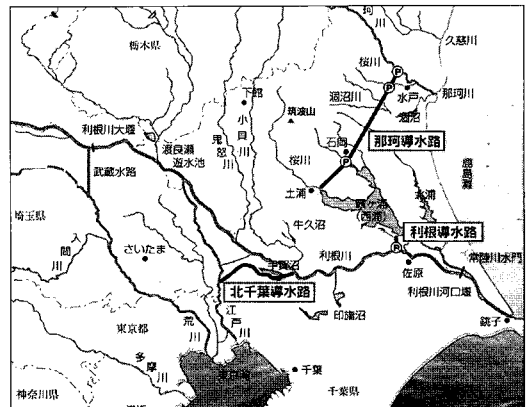 栃木県
珂川
久慈川
桜川
那珂川
下館
小貝川
筑波山
涸沼川
水戸
涸沼
利根川大堰
渡良瀬
遊水池
鬼怒川
石岡
那珂導水路
鹿島灘
武蔵水路
桜川
土浦
霞ヶ浦
(西浦)
北浦
埼玉県
入間川
さいたま
牛久沼
利根導水路
常陸川水門
手賀沼
利根川
佐原
北千葉導水路
利根川河口堰
印旛沼
江戸川
銚子
東京都
荒川
多摩川
東京湾
千葉
神奈川県
千葉県
P
P
P
P